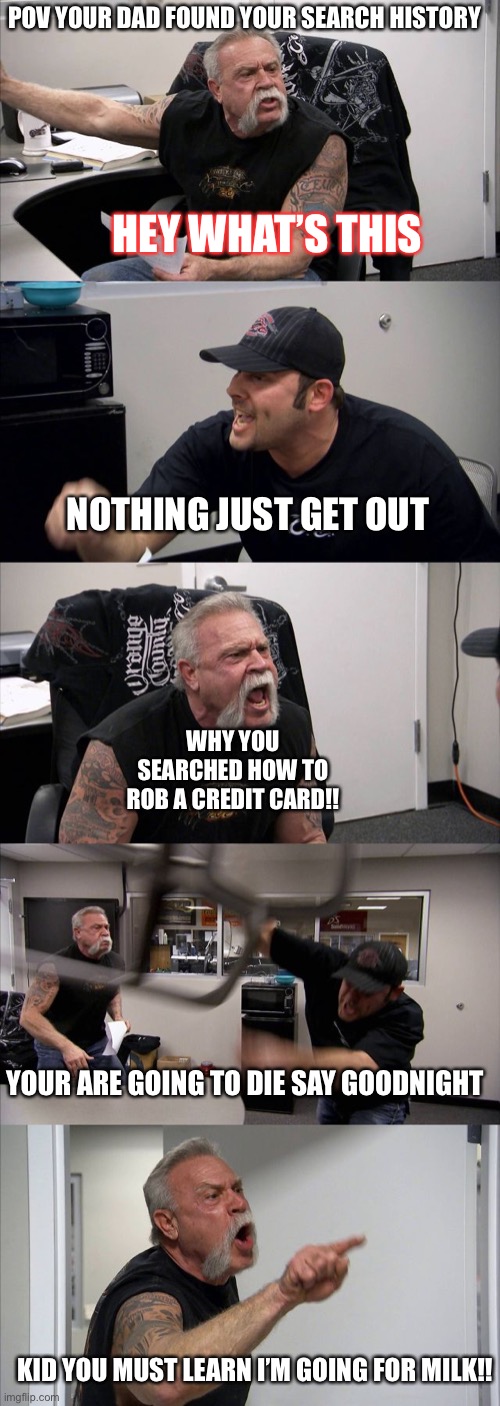 POV YOUR DAD FOUND YOUR SEARCH HISTORY
HEY WHAT'S THIS
NOTHING JUST GET OUT
Orange
County
WHY YOU
SEARCHED HOW TO
ROB A CREDIT CARD!!
YOUR ARE GOING TO DIE SAY GOODNIGHT
KID YOU MUST LEARN I'M GOING FOR MILK!!
imgflip.com